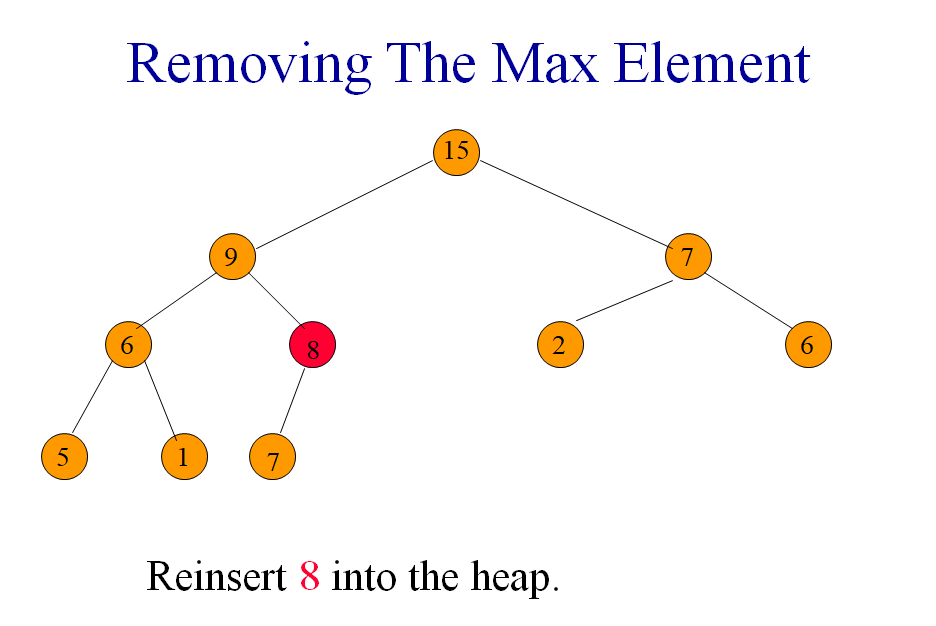 Removing The Max Element
15
9 7
6 8 2 6
5 1 7
Reinsert 8 into the heap.